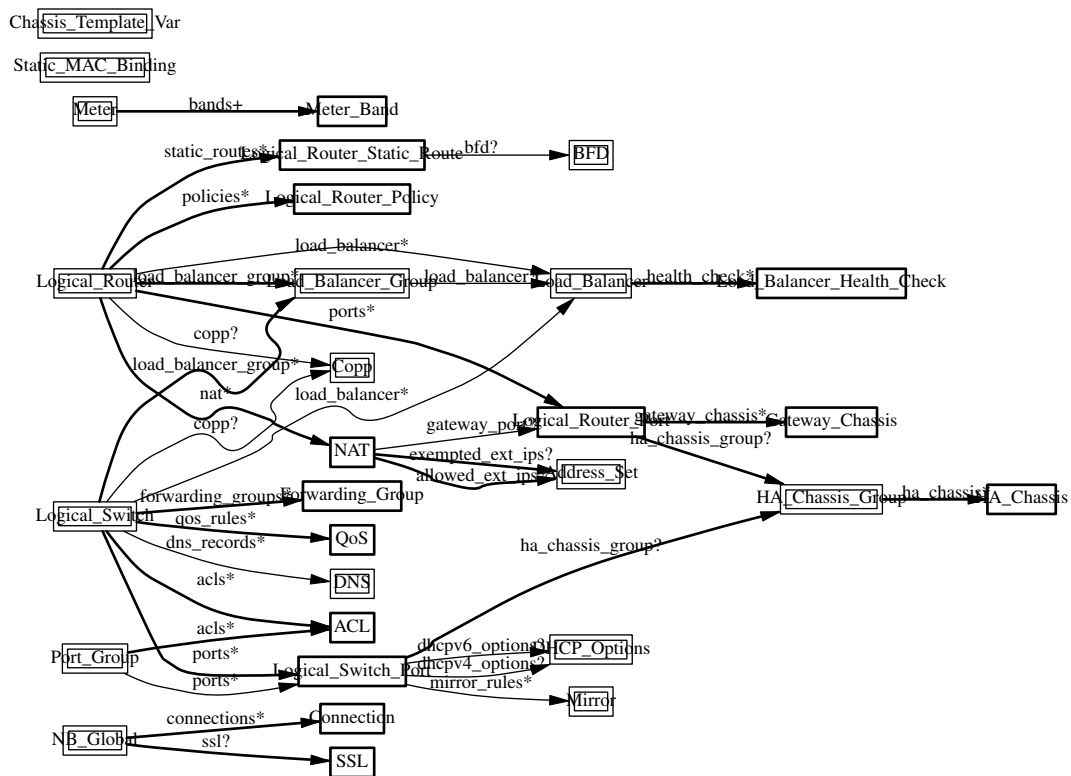 Chassis_Template_Var
Static_MAC_Binding
Meter
bands+
Meter_Band
static_routes*
Logical_Router_Static_Route
bfd?
BFD
policies*
Logical_Router_Policy
load_balancer*
Logical_Router
load_balancer_group*
Load_Balancer_Group
load_balancer*
Load_Balancer
health_check*
Load_Balancer_Health_Check
ports*
copp?
load_balancer_group*
Copp
nat*
load_balancer*
copp?
gateway_port?
Logical_Router_Port
gateway_chassis*
Gateway_Chassis
ha_chassis_group?
NAT
exempted_ext_ips?
allowed_ext_ips?
Address_Set
forwarding_groups*
Forwarding_Group
HA_Chassis_Group
ha_chassis*
HA_Chassis
Logical_Switch
qos_rules*
QoS
dns_records*
ha_chassis_group?
DNS
acls*
ACL
acls*
Port_Group
ports*
ports*
Logical_Switch_Port
dhcpv6_options?
dhcpv4_options?
DHCP_Options
mirror_rules*
Mirror
connections*
Connection
NB_Global
ssl?
SSL